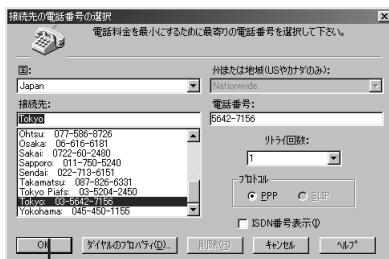 接続先の電話番号の選択
電話料金を最小にするために最寄りの電話番号を選択して下さい。
国:
州または地域(USやカナダのみ):
Japan
Nationwide
接続先:
電話番号:
Tokyo
5642-7156
Ohtsu: 077-586-8726
Osaka: 06-616-6181
Sakai: 0722-60-2480
Sapporo: 011-750-5240
Sendai: 022-713-6151
Takamatsu: 087-826-6331
Tokyo Piafs: 03-5204-2450
Tokyo: 03-5642-7156
Yokohama: 045-450-1155
リトライ回数:
1
プロトコル
PPP
SLIP
ISDN番号表示(I)
OK
ダイヤルのプロパティ(D)...
削除(R)
キャンセル
ヘルプ